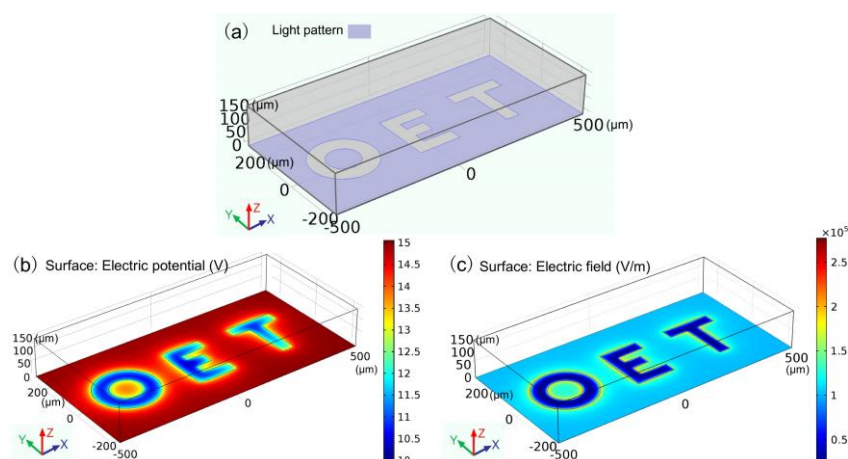 (a) Light pattern
150 (μm)
100
50
0
200 (μm)
0
-200
-500
0
500 (μm)
OET
Y Z X
(b) Surface: Electric potential (V)
150 (μm)
100
50
0
200
(μm)
0
-200
-500
0
500
(μm)
OET
Y Z X
15
14.5
14
13.5
13
12.5
12
11.5
11
10.5
10
(c) Surface: Electric field (V/m)
150 (μm)
100
50
0
200
(μm)
0
-200
-500
0
500
(μm)
OET
Y Z X
×10⁵
2.5
2
1.5
1
0.5